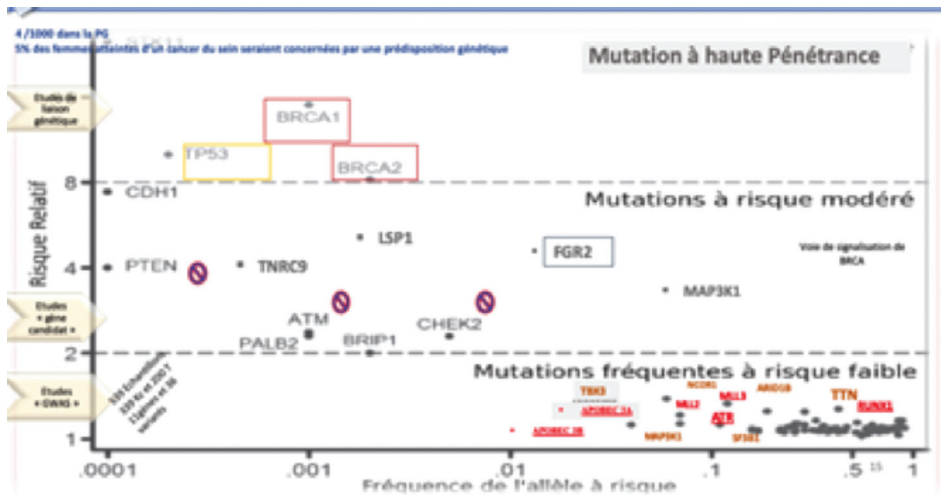 4 /1000 dans la PG
5% des femmes atteintes d'un cancer du sein seraient concernées par une prédisposition génétique
STK11
Mutation à haute Pénétrance
Etudes de
liaison
génétique
BRCA1
TP53
BRCA2
8
CDH1
Mutations à risque modéré
Risque Relatif
LSP1
FGR2
Voie de signalisation de
BRCA
4
PTEN
TNRC9
MAP3K1
Etudes
« gène
candidat »
ATM
CHEK2
PALB2
BRIP1
2
Mutations fréquentes à risque faible
Etudes
« GWAS »
variants
TBX3
NCOR1
ARID1B
MLL2
MLL3
TTN
RUNX1
APOBEC 3A
ATR
APOBEC 3B
MAP3K1
SF3B1
1
.0001
.001
.01
.1
.5
15
1
Fréquence de l'allèle à risque